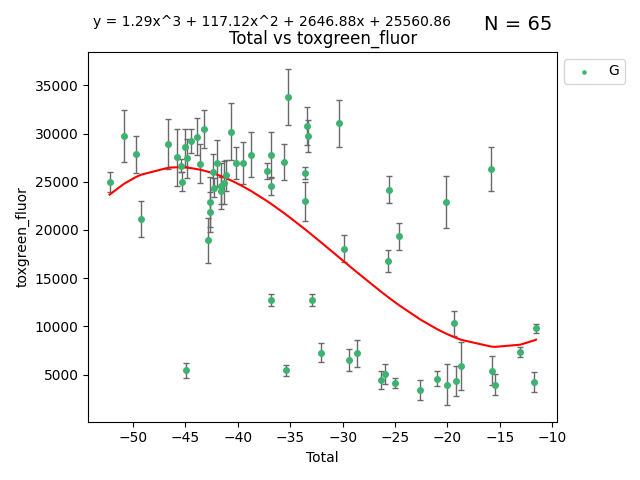 y = 1.29x^3 + 117.12x^2 + 2646.88x + 25560.86
N = 65
Total vs toxgreen_fluor
G
toxgreen_fluor
35000
30000
25000
20000
15000
10000
5000
−50
−45
−40
−35
−30
−25
−20
−15
−10
Total